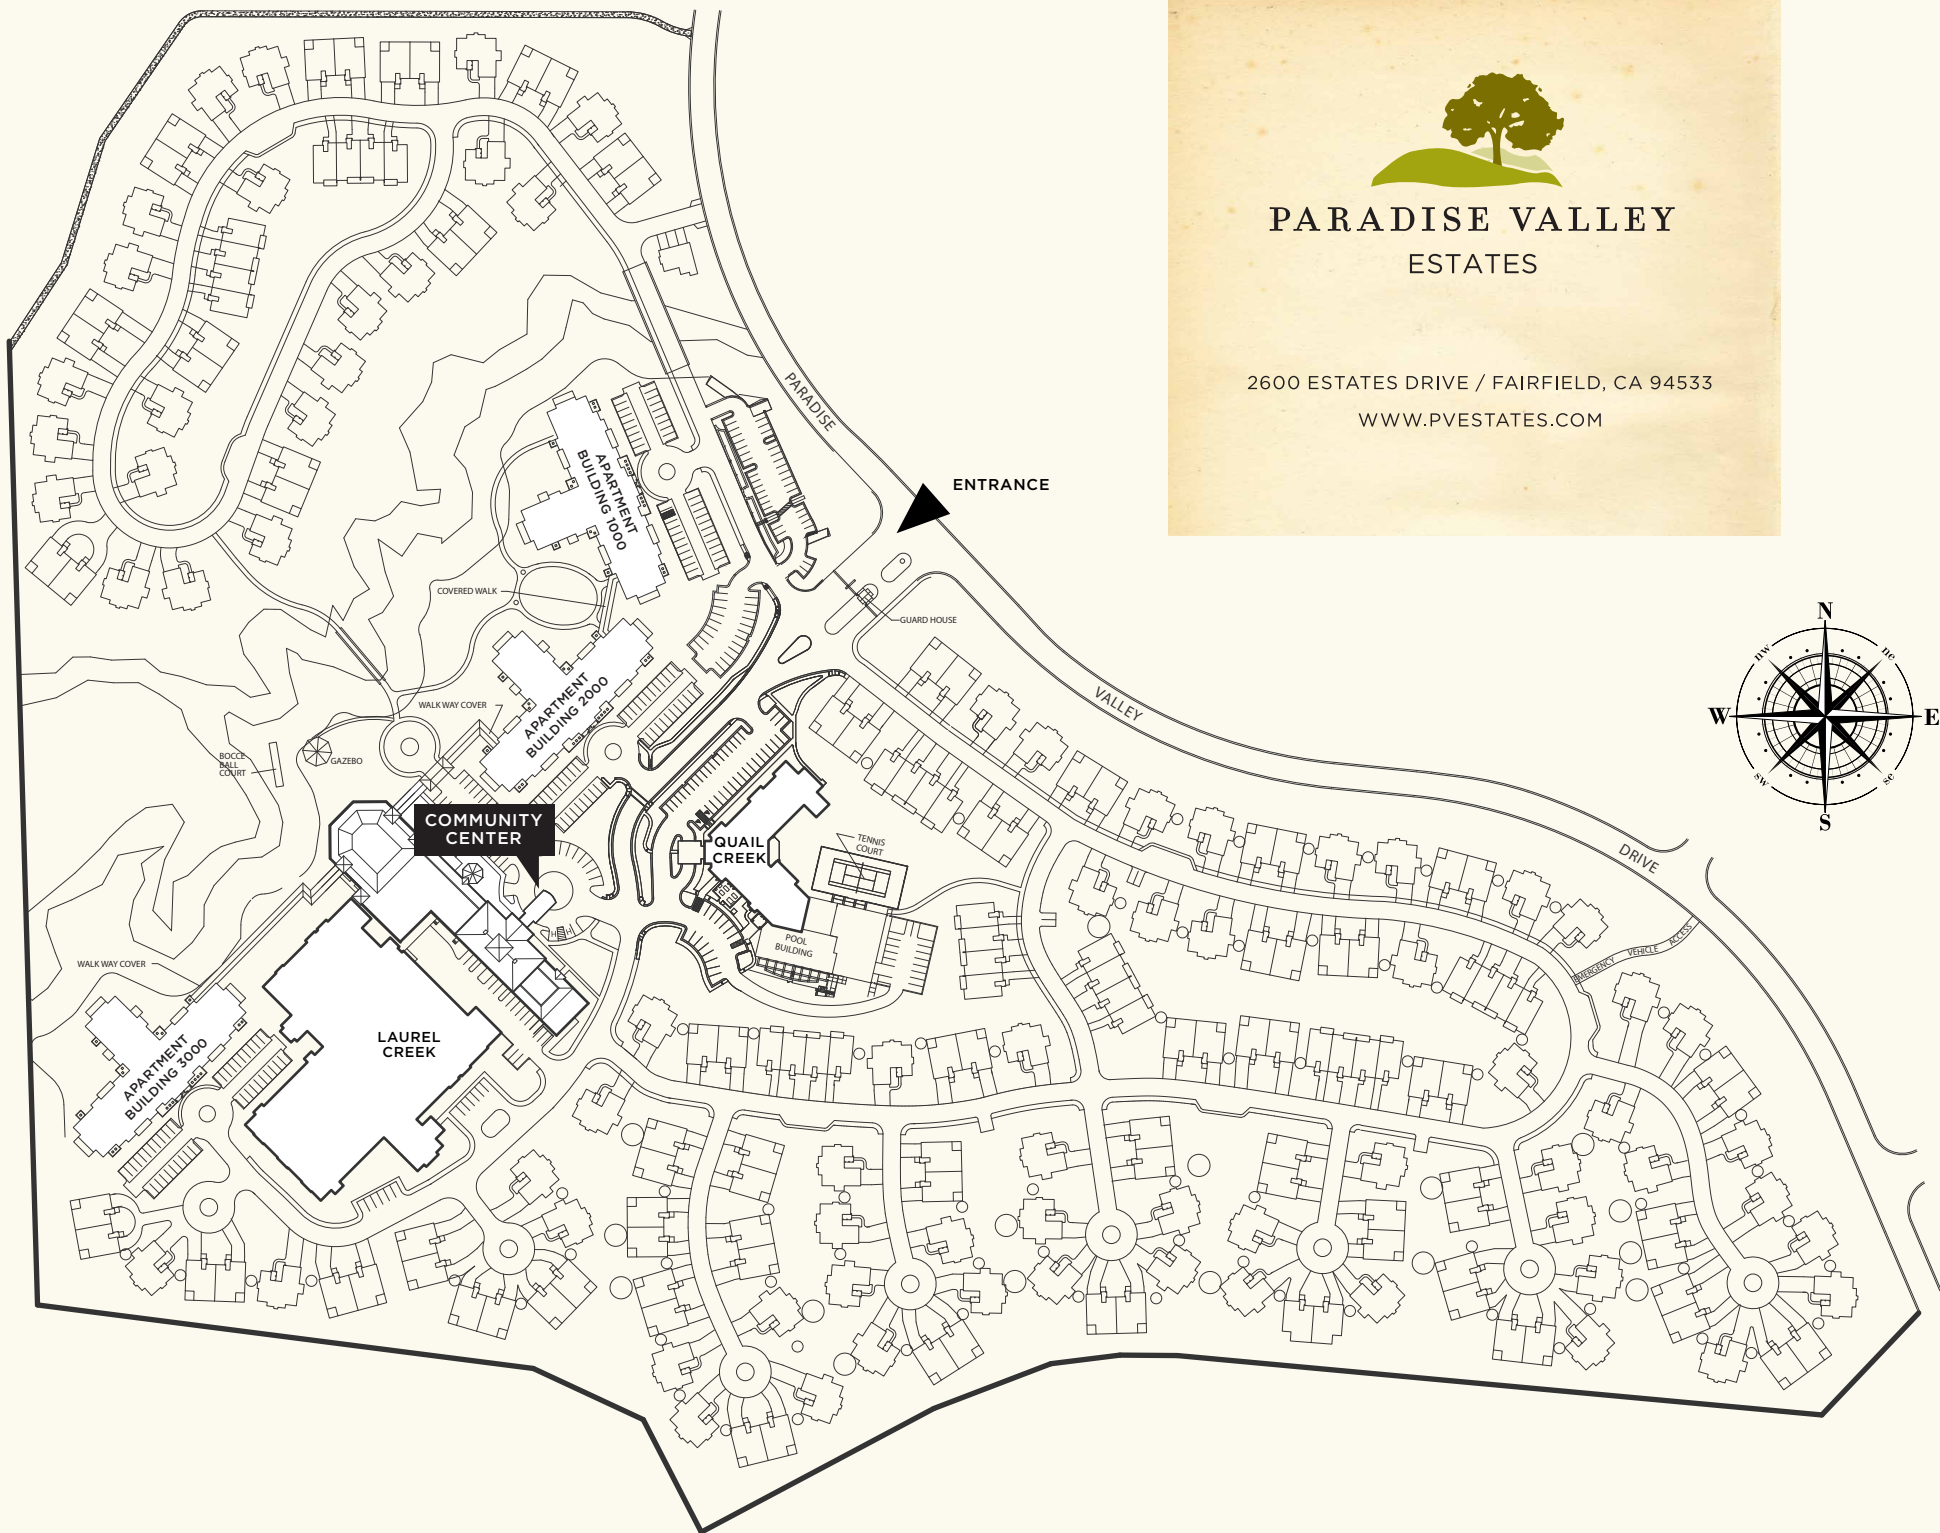 PARADISE VALLEY
ESTATES
2600 ESTATES DRIVE / FAIRFIELD, CA 94533
WWW.PVESTATES.COM
PARADISE
ENTRANCE
APARTMENT
BUILDING 1000
COVERED WALK
GUARD HOUSE
N
nw
ne
W
E
sw
se
S
VALLEY
APARTMENT
BUILDING 2000
WALK WAY COVER
BOCCE
BALL
COURT
GAZEBO
COMMUNITY
CENTER
QUAIL
CREEK
TENNIS
COURT
DRIVE
H
H
POOL
BUILDING
EMERGENCY VEHICLE ACCESS
WALK WAY COVER
LAUREL
CREEK
APARTMENT
BUILDING 3000